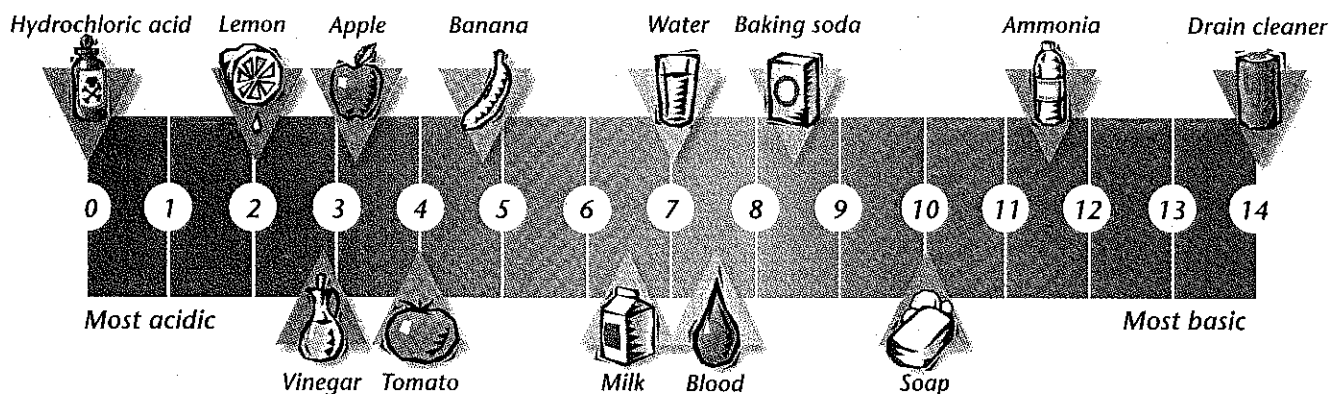 Hydrochloric acid Lemon Apple Banana Water Baking soda Ammonia Drain cleaner
0 1 2 3 4 5 6 7 8 9 10 11 12 13 14
Most acidic Most basic
Vinegar Tomato Milk Blood Soap